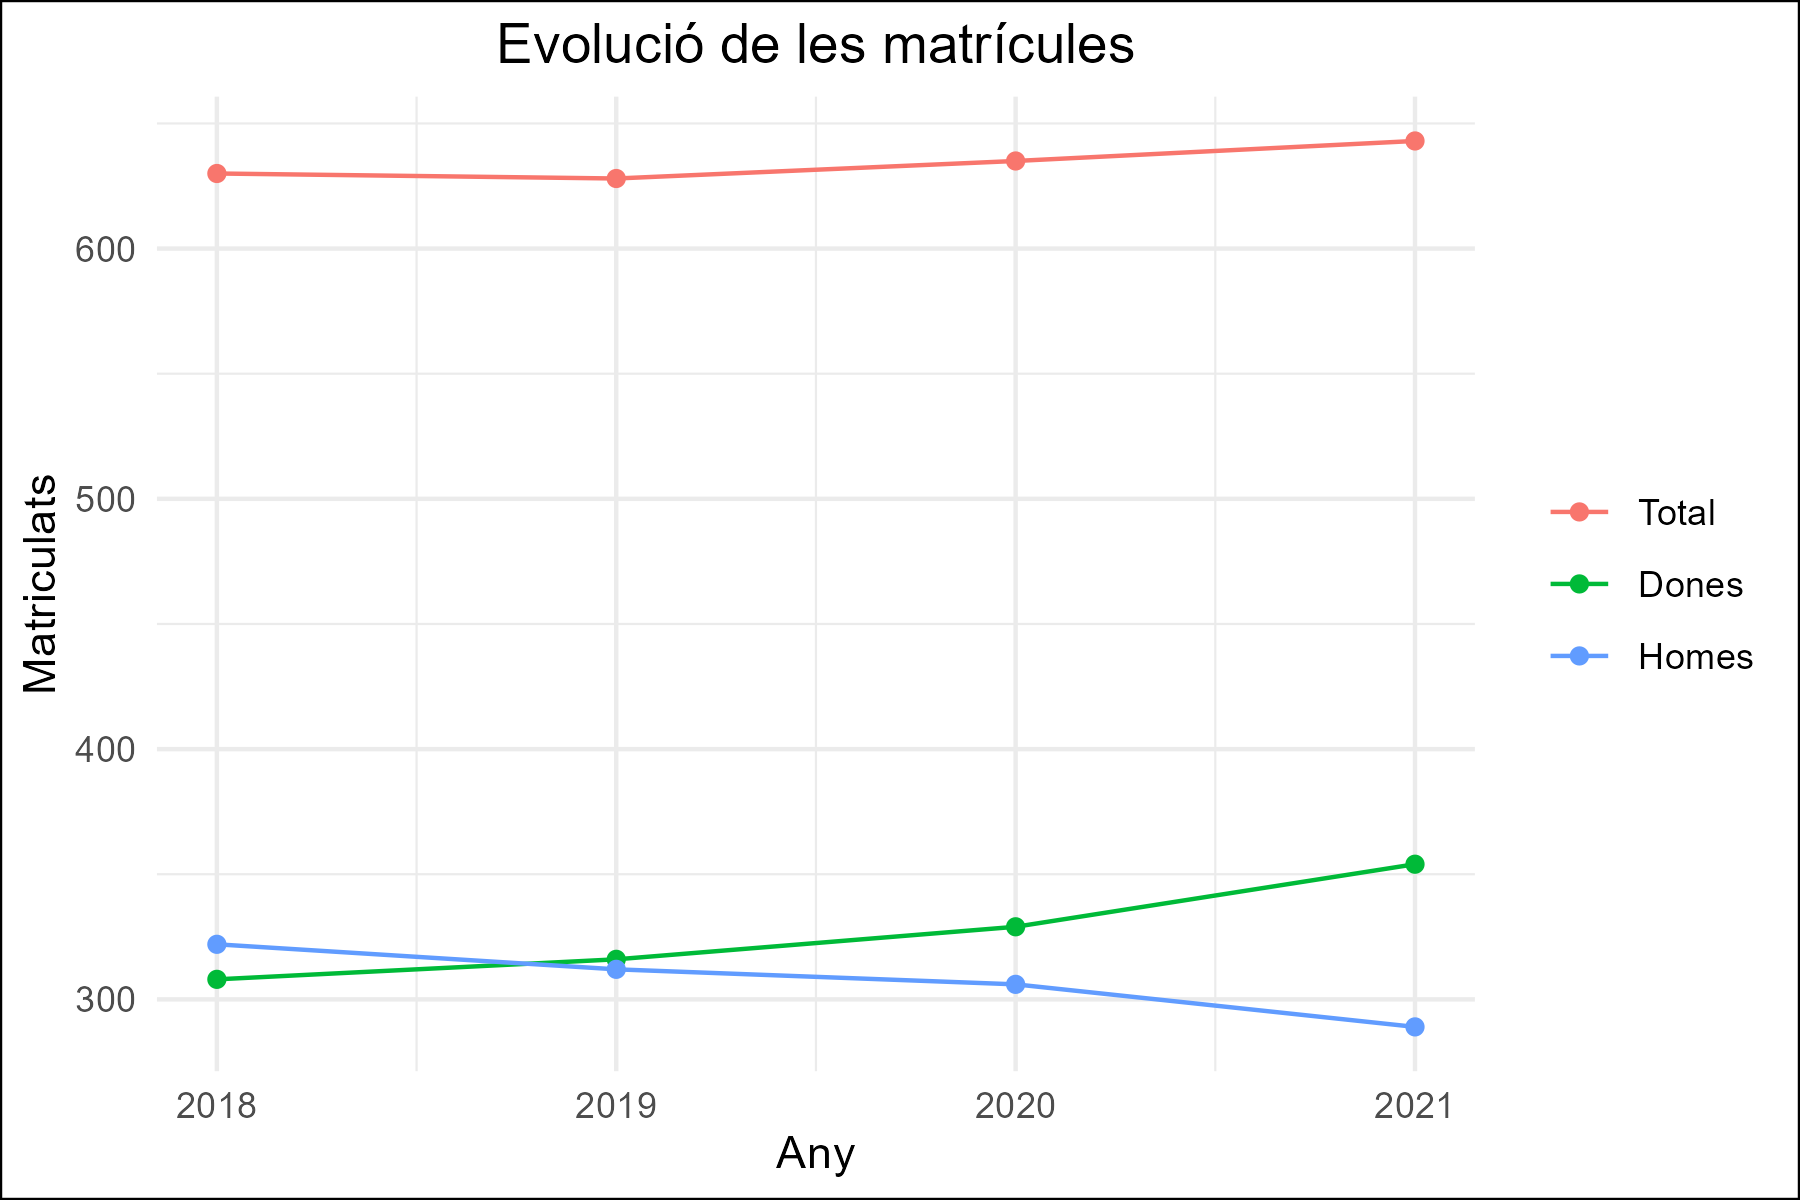 Evolució de les matrícules
Matriculats
600
500
400
300
2018 2019 2020 2021
Any
Total
Dones
Homes